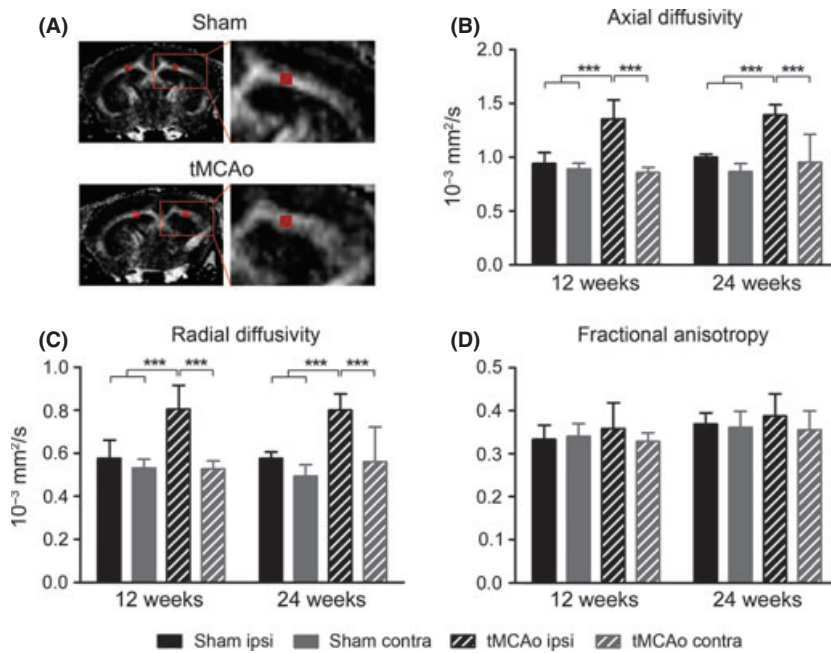 (A)
Sham
tMCAo
(B)
Axial diffusivity
10⁻³ mm²/s
2.0
1.5
1.0
0.5
0.0
*** ***
*** ***
12 weeks
24 weeks
(C)
Radial diffusivity
10⁻³ mm²/s
1.0
0.8
0.6
0.4
0.2
0.0
*** ***
*** ***
12 weeks
24 weeks
(D)
Fractional anisotropy
0.5
0.4
0.3
0.2
0.1
0.0
12 weeks
24 weeks
Sham ipsi Sham contra tMCAo ipsi tMCAo contra